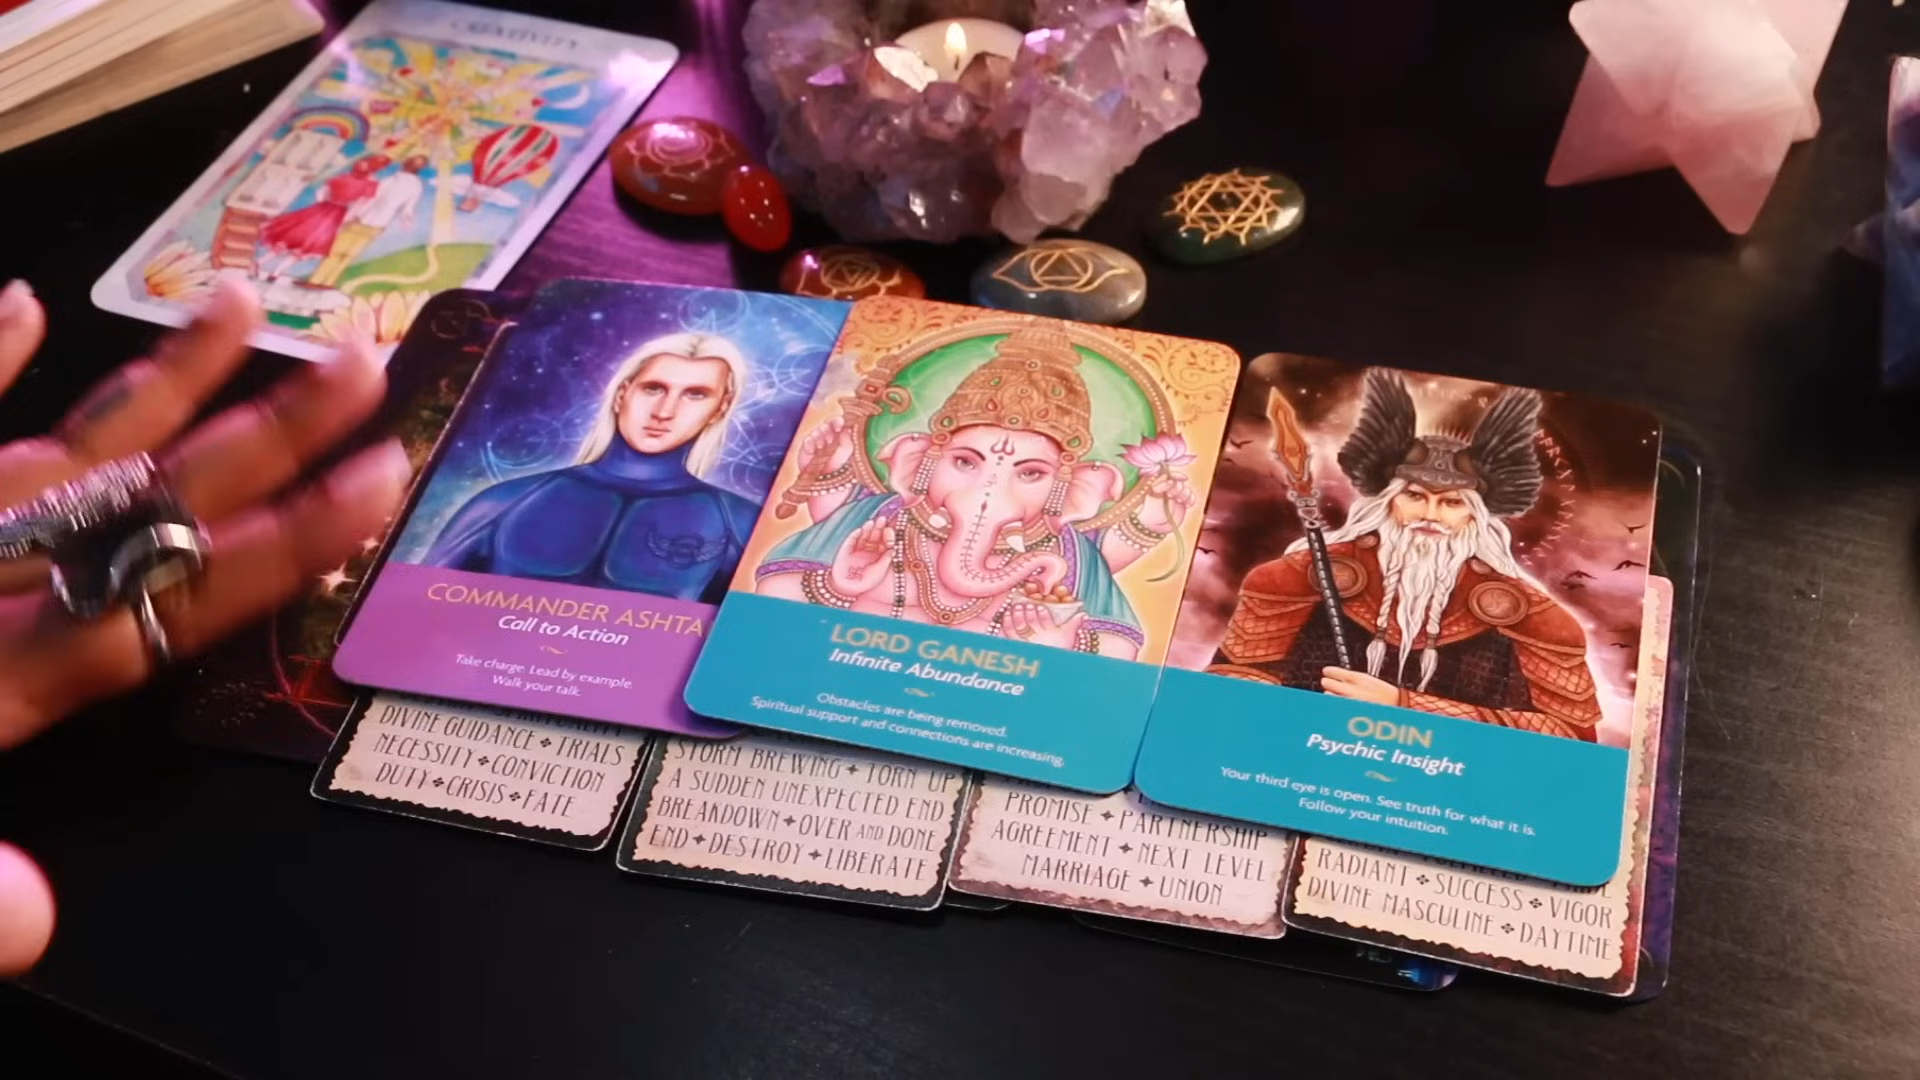 CREATIVITY
COMMANDER ASHTA
Call to Action
Take charge. Lead by example.
Walk your talk.
LORD GANESH
Infinite Abundance
Obstacles are being removed.
Spiritual support and connections are increasing.
ODIN
Psychic Insight
Your third eye is open. See truth for what it is.
Follow your intuition.
DIVINE GUIDANCE ❖ TRIALS
NECESSITY ❖ CONVICTION
DUTY ❖ CRISIS ❖ FATE
STORM BREWING ✦ TORN UP
A SUDDEN UNEXPECTED END
BREAKDOWN ✦ OVER AND DONE
END ✦ DESTROY ✦ LIBERATE
PROMISE ✦ PARTNERSHIP
AGREEMENT ✦ NEXT LEVEL
MARRIAGE ✦ UNION
RADIANT ❖ SUCCESS ❖ VIGOR
DIVINE MASCULINE ❖ DAYTIME